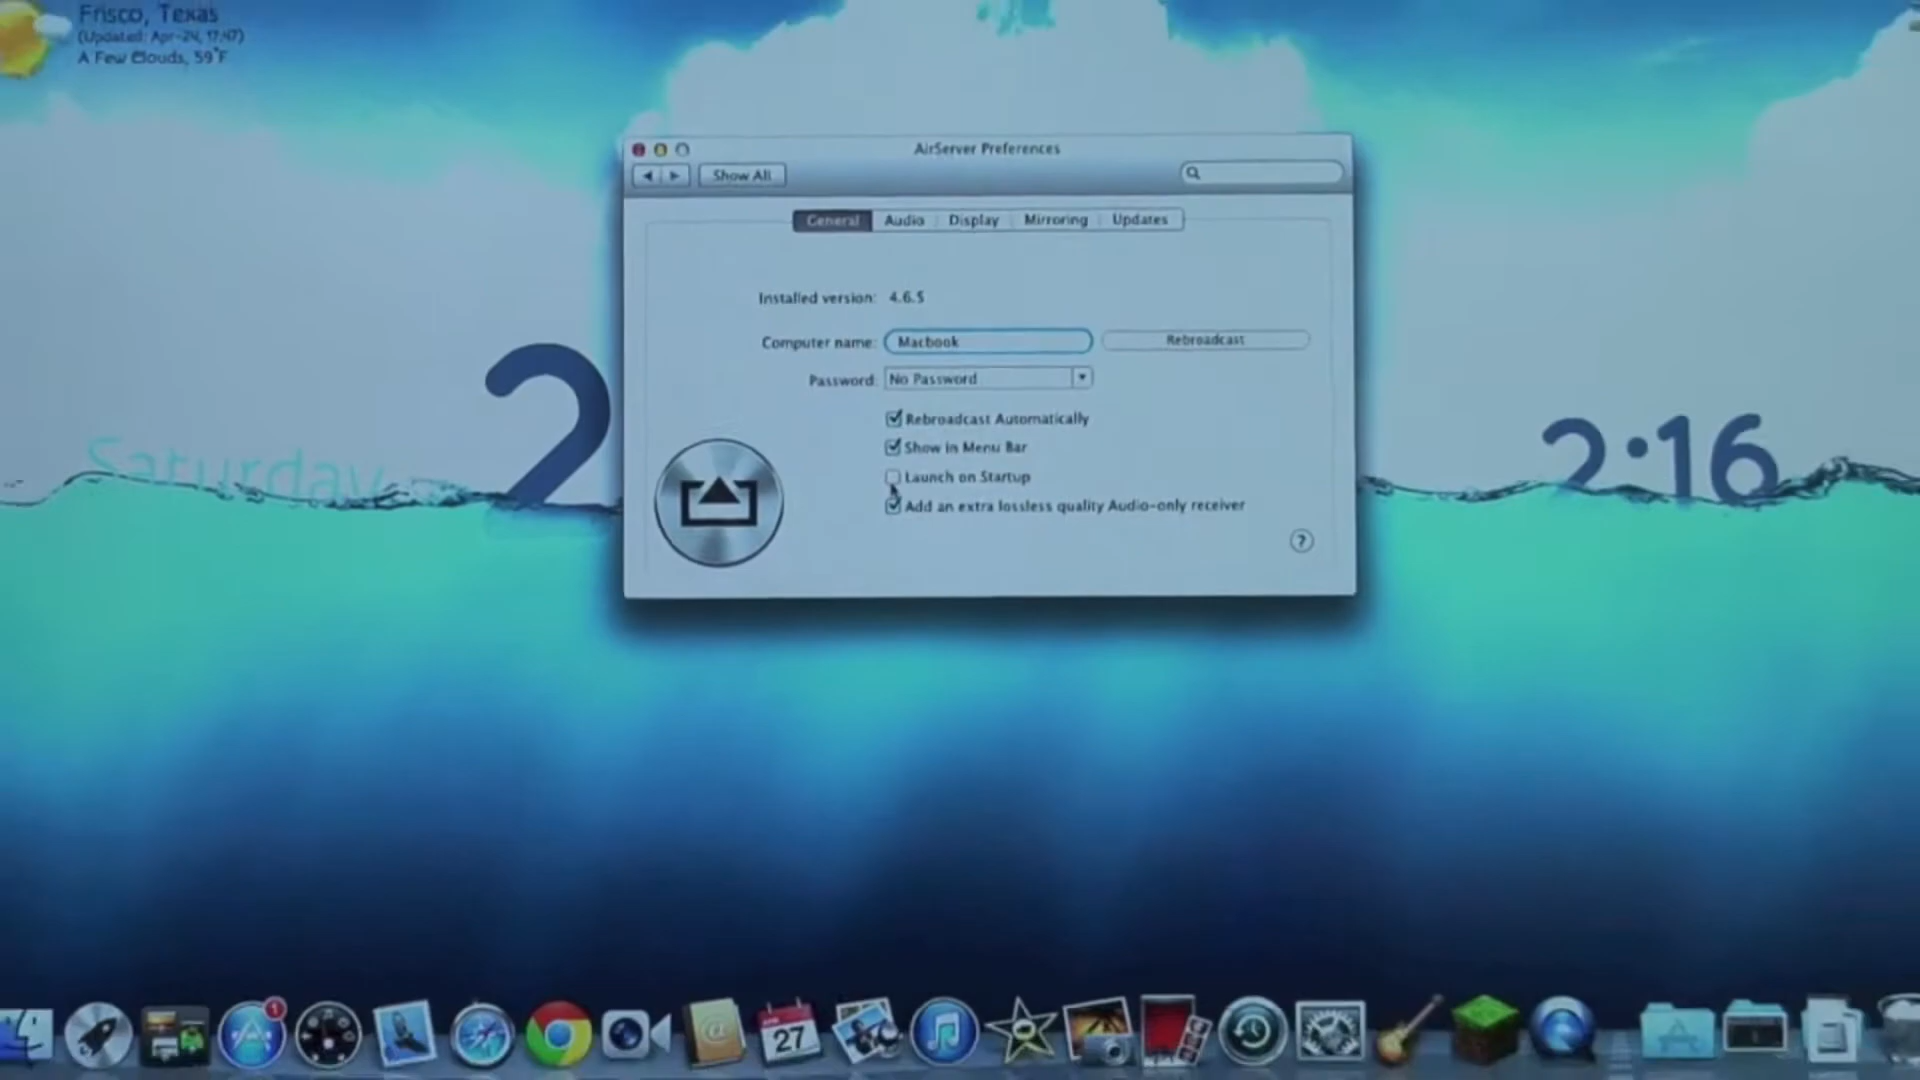 Frisco, Texas
(Updated: Apr-24, 17:47)
A Few Clouds, 59°F
AirServer Preferences
Show All
General Audio Display Mirroring Updates
Installed version: 4.6.5
Computer name: Macbook Rebroadcast
Password: No Password
Rebroadcast Automatically
Show in Menu Bar
Launch on Startup
Add an extra lossless quality Audio-only receiver
?
Saturday
2
2:16
1
27